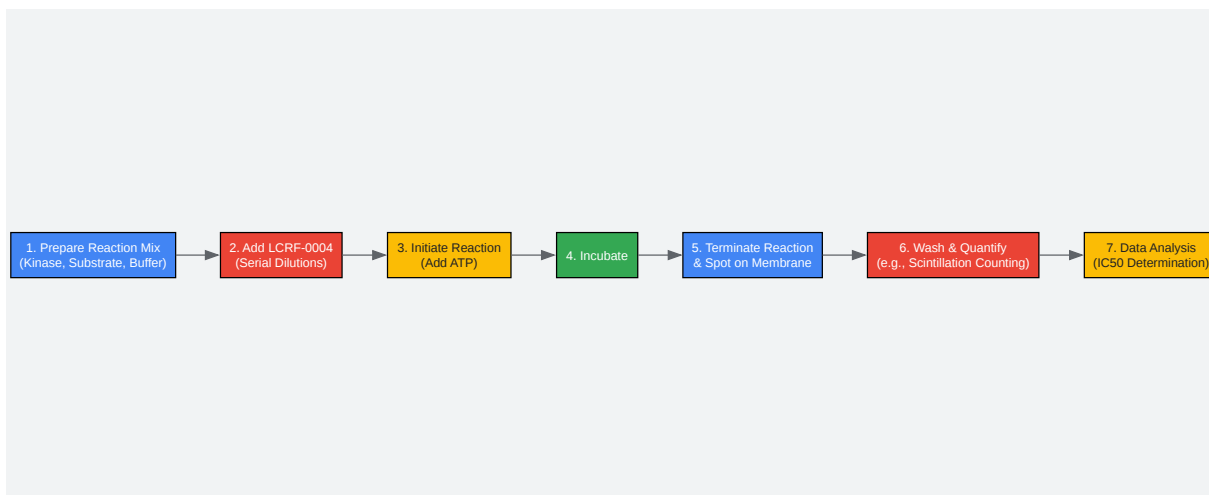 1. Prepare Reaction Mix
(Kinase, Substrate, Buffer)
2. Add LCRF-0004
(Serial Dilutions)
3. Initiate Reaction
(Add ATP)
4. Incubate
5. Terminate Reaction
& Spot on Membrane
6. Wash & Quantify
(e.g., Scintillation Counting)
7. Data Analysis
(IC50 Determination)